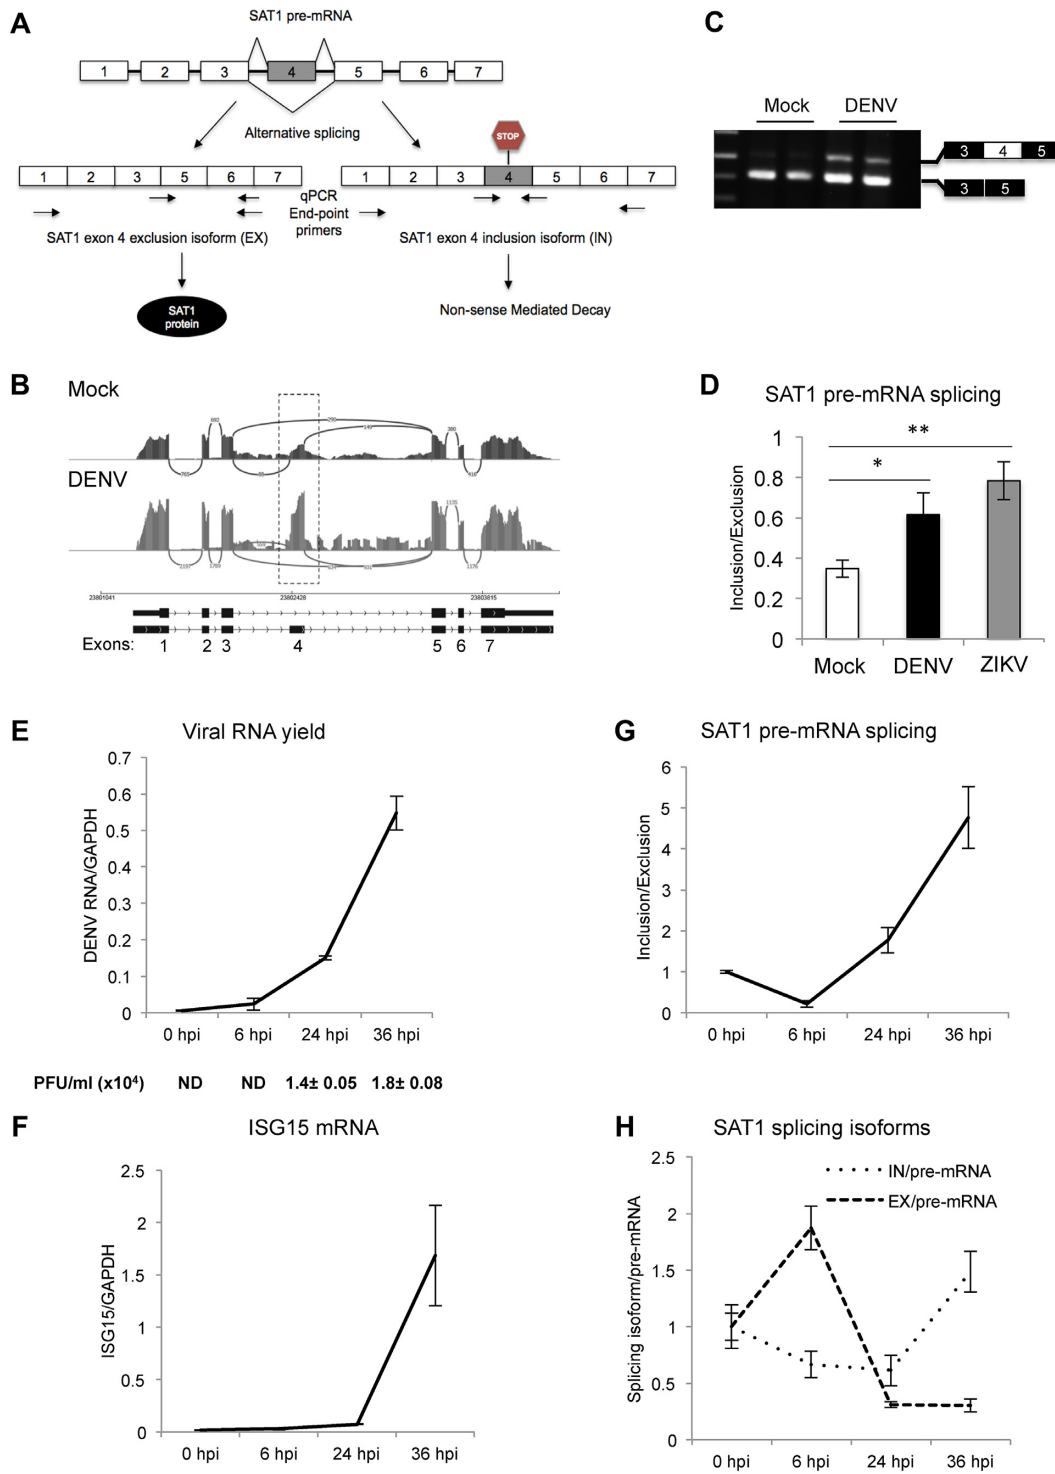 A
SAT1 pre-mRNA
1 2 3 4 5 6 7
Alternative splicing
STOP
1 2 3 5 6 7
1 2 3 4 5 6 7
qPCR
End-point
primers
SAT1 exon 4 exclusion isoform (EX)
SAT1 exon 4 inclusion isoform (IN)
SAT1
protein
Non-sense Mediated Decay
C
Mock DENV
3 4 5
3 5
B
Mock
DENV
23801041 23802428 23803815
Exons: 1 2 3 4 5 6 7
D
SAT1 pre-mRNA splicing
Inclusion/Exclusion
1
0.8
0.6
0.4
0.2
0
**
*
Mock DENV ZIKV
E
Viral RNA yield
DENV RNA/GAPDH
0.7
0.6
0.5
0.4
0.3
0.2
0.1
0
0 hpi 6 hpi 24 hpi 36 hpi
PFU/ml (x10⁴) ND ND 1.4± 0.05 1.8± 0.08
G
SAT1 pre-mRNA splicing
Inclusion/Exclusion
6
5
4
3
2
1
0
0 hpi 6 hpi 24 hpi 36 hpi
F
ISG15 mRNA
ISG15/GAPDH
2.5
2
1.5
1
0.5
0
0 hpi 6 hpi 24 hpi 36 hpi
H
SAT1 splicing isoforms
Splicing isoform/pre-mRNA
2.5
2
1.5
1
0.5
0
IN/pre-mRNA
EX/pre-mRNA
0 hpi 6 hpi 24 hpi 36 hpi